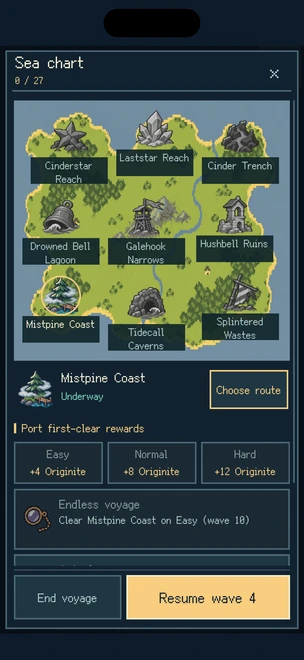 Sea chart
0 / 27
Cinderstar
Reach
Laststar Reach
Cinder Trench
Drowned Bell
Lagoon
Galehook
Narrows
Hushbell Ruins
Mistpine Coast
Tidecall
Caverns
Splintered
Wastes
Mistpine Coast
Underway
Choose route
Port first-clear rewards
Easy
+4 Originite
Normal
+8 Originite
Hard
+12 Originite
Endless voyage
Clear Mistpine Coast on Easy (wave 10)
End voyage
Resume wave 4